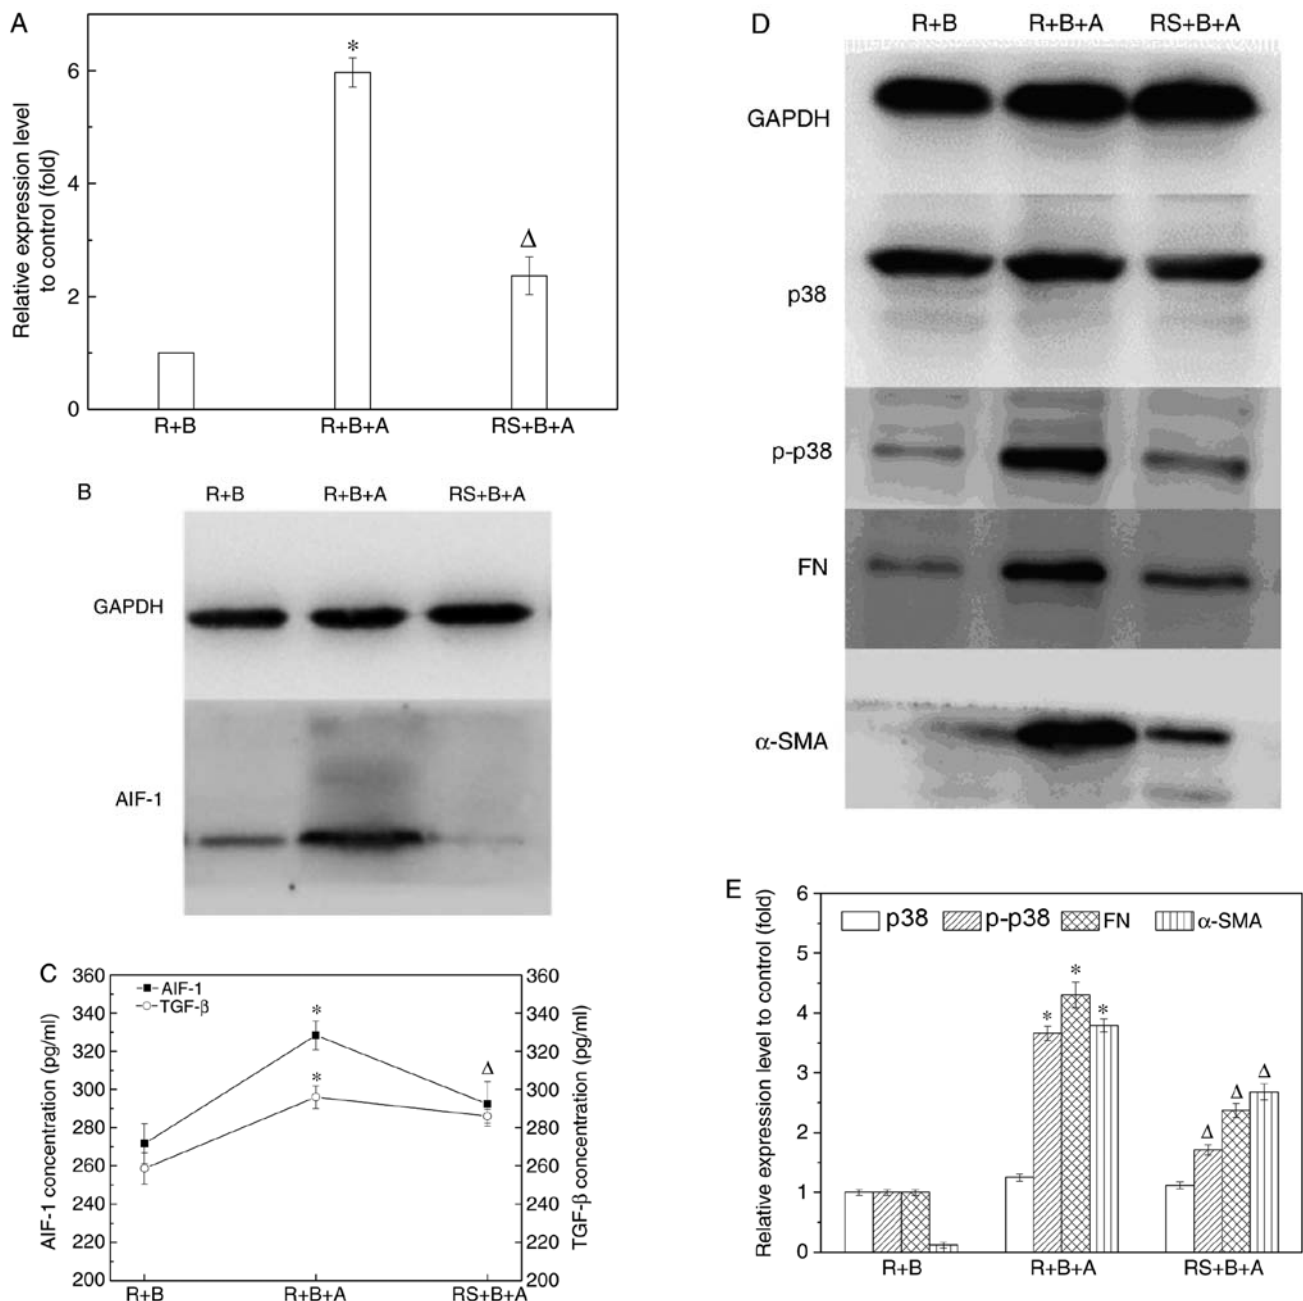 A
Relative expression level
to control (fold)
6
4
2
0
*
Δ
R+B R+B+A RS+B+A
B
R+B R+B+A RS+B+A
GAPDH
AIF-1
C
AIF-1 concentration (pg/ml)
360
340
320
300
280
260
240
220
200
AIF-1
TGF-β
*
*
Δ
360
340
320
300
280
260
240
220
200
TGF-β concentration (pg/ml)
R+B R+B+A RS+B+A
D
R+B R+B+A RS+B+A
GAPDH
p38
p-p38
FN
α-SMA
E
Relative expression level to control (fold)
6
5
4
3
2
1
0
p38 p-p38 FN α-SMA
* * *
Δ Δ Δ
R+B R+B+A RS+B+A